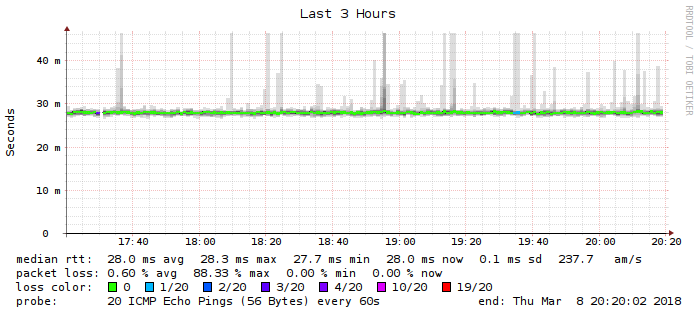 Last 3 Hours
RRDTOOL / TOBI OETIKER
Seconds
40 m
30 m
20 m
10 m
0
17:40 18:00 18:20 18:40 19:00 19:20 19:40 20:00 20:20
median rtt: 28.0 ms avg 28.3 ms max 27.7 ms min 28.0 ms now 0.1 ms sd 237.7 am/s
packet loss: 0.60 % avg 88.33 % max 0.00 % min 0.00 % now
loss color: 0 1/20 2/20 3/20 4/20 10/20 19/20
probe: 20 ICMP Echo Pings (56 Bytes) every 60s end: Thu Mar 8 20:20:02 2018